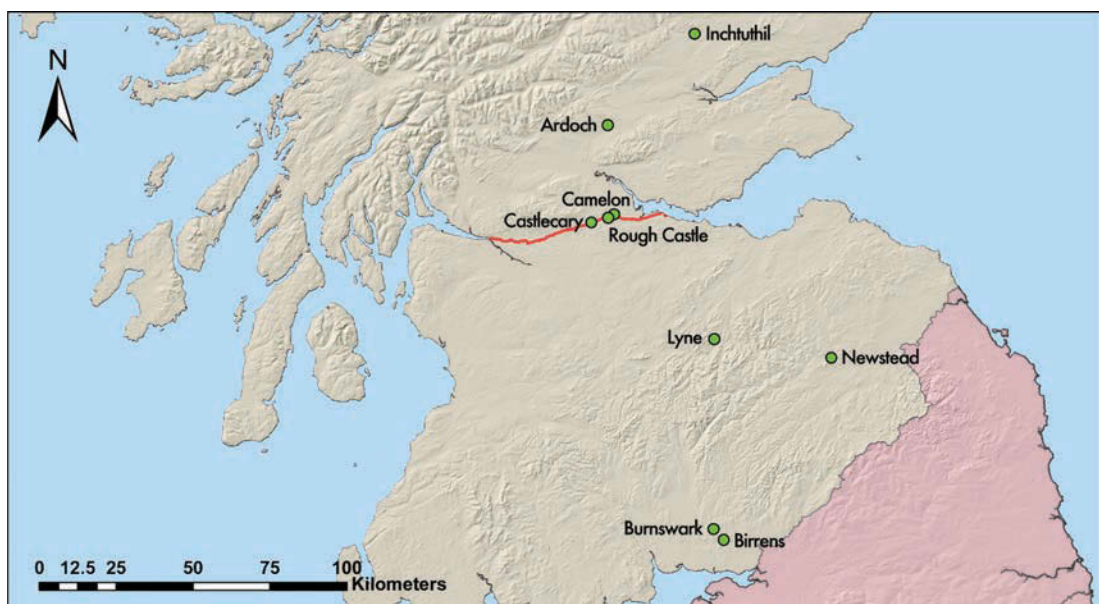 Inchtuthil
N
Ardoch
Camelon
Castlecary
Rough Castle
Lyne
Newstead
Burnswark
Birrens
0 12.5 25 50 75 100
Kilometers